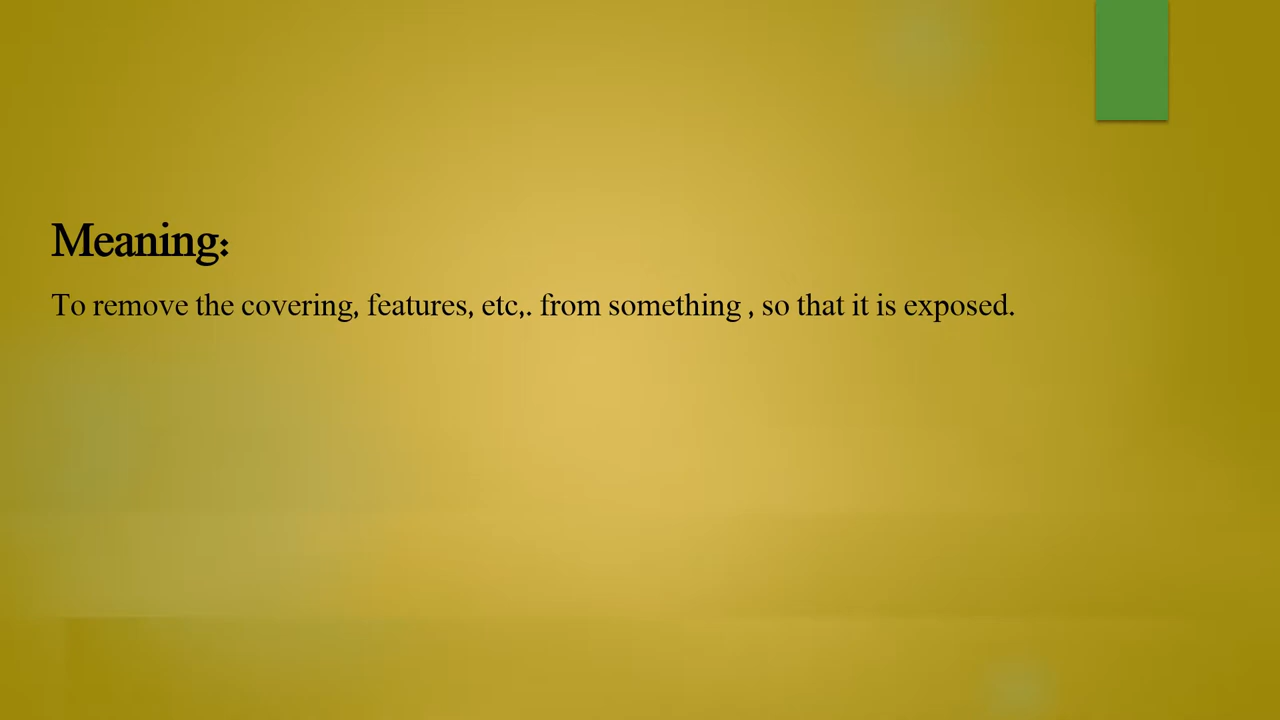 Meaning:
To remove the covering, features, etc,. from something , so that it is exposed.